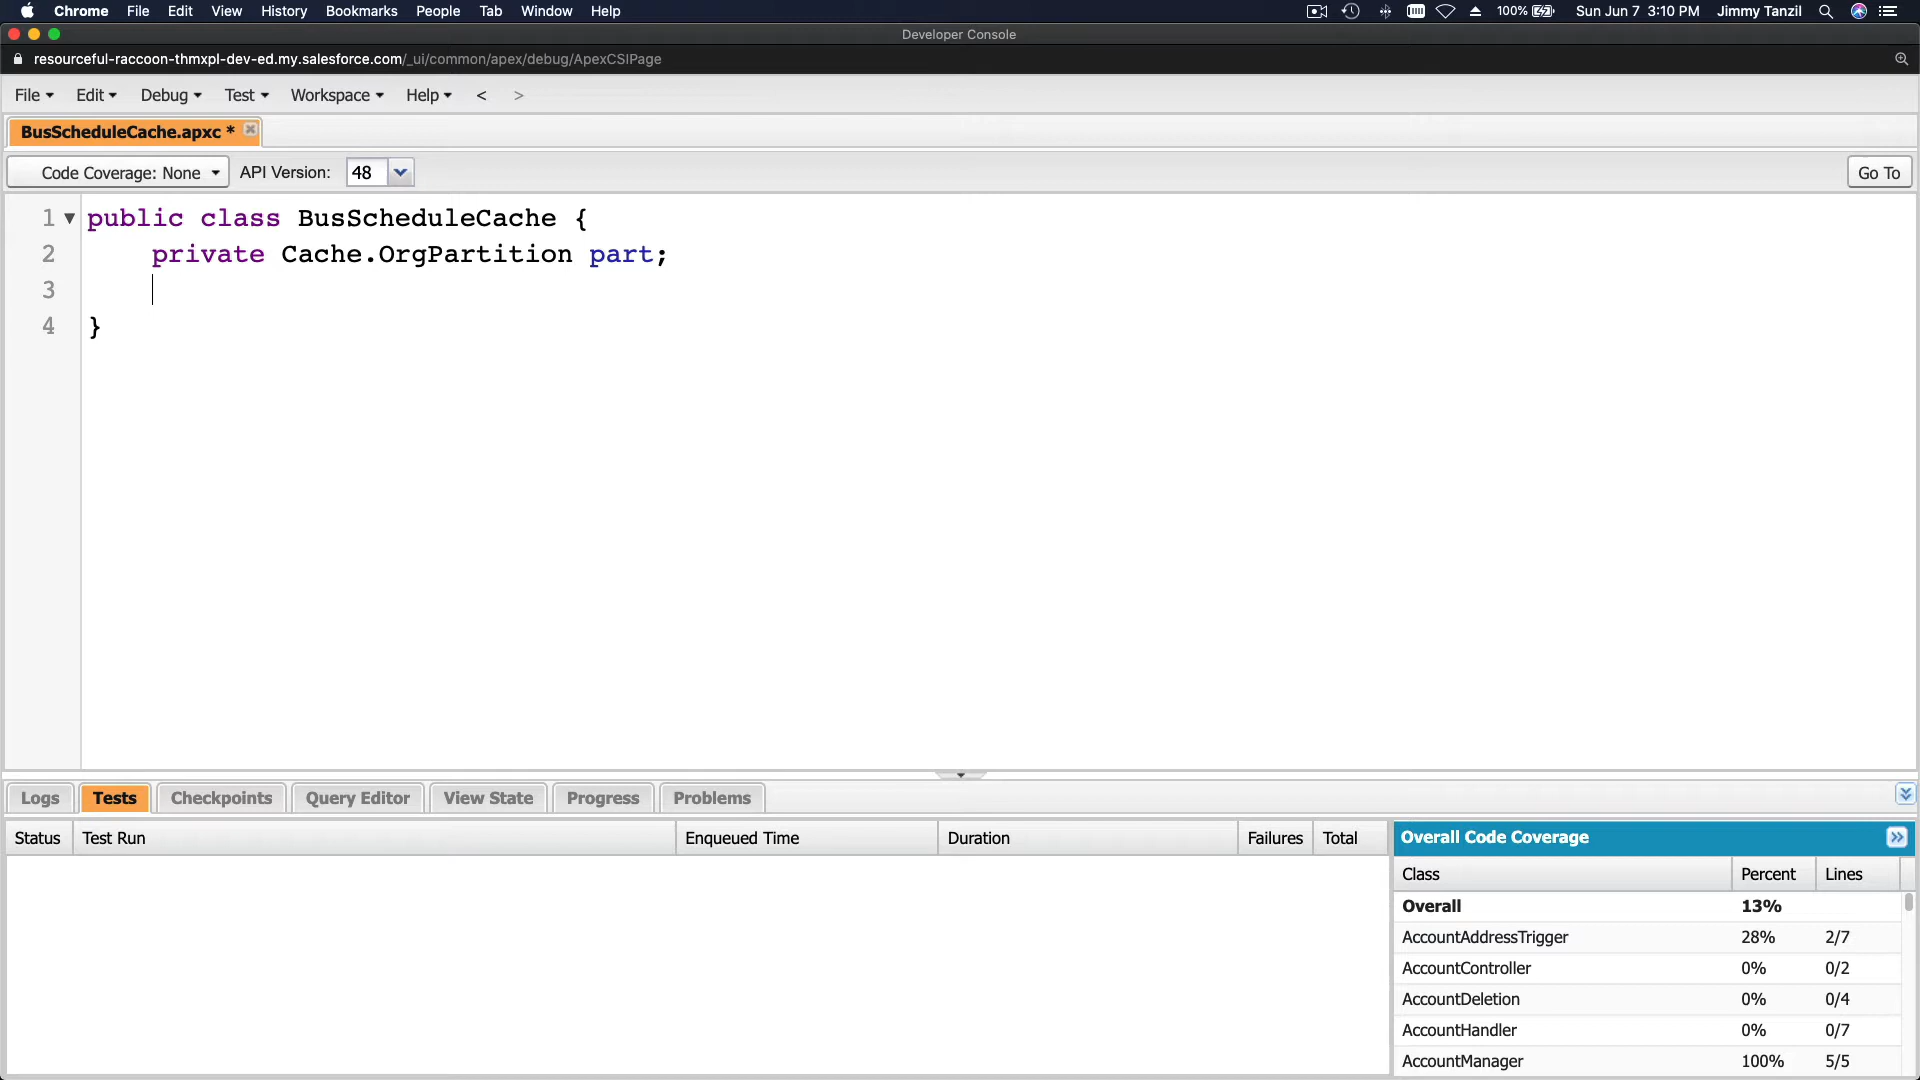 Chrome File Edit View History Bookmarks People Tab Window Help 100% Sun Jun 7 3:10 PM Jimmy Tanzil
Developer Console
resourceful-raccoon-thmxpl-dev-ed.my.salesforce.com/_ui/common/apex/debug/ApexCSIPage
File Edit Debug Test Workspace Help < >
BusScheduleCache.apxc *
Code Coverage: None API Version: 48 Go To
1 public class BusScheduleCache {
2 private Cache.OrgPartition part;
3
4 }
Logs Tests Checkpoints Query Editor View State Progress Problems
Status Test Run Enqueued Time Duration Failures Total
Overall Code Coverage
Class Percent Lines
Overall 13%
AccountAddressTrigger 28% 2/7
AccountController 0% 0/2
AccountDeletion 0% 0/4
AccountHandler 0% 0/7
AccountManager 100% 5/5